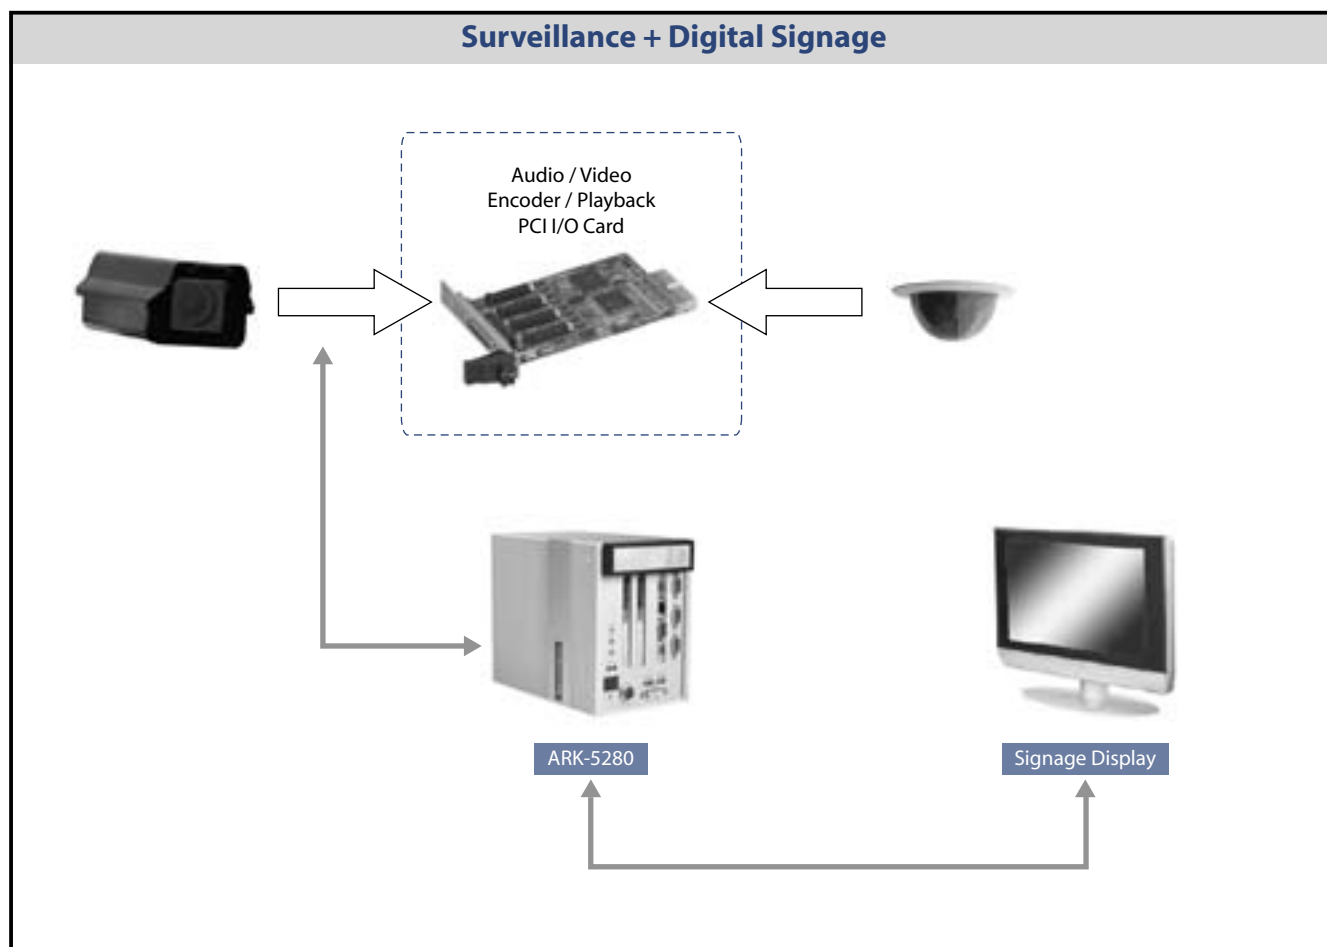 Surveillance + Digital Signage
Audio / Video
Encoder / Playback
PCI I/O Card
ARK-5280
Signage Display